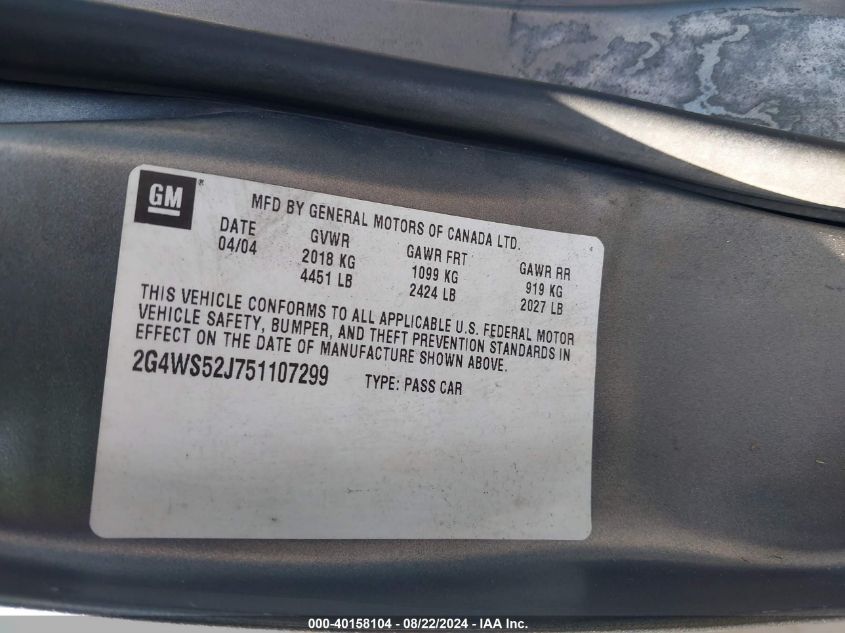 GM
MFD BY GENERAL MOTORS OF CANADA LTD.
DATE GVWR GAWR FRT GAWR RR
04/04 2018 KG 1099 KG 919 KG
4451 LB 2424 LB 2027 LB
THIS VEHICLE CONFORMS TO ALL APPLICABLE U.S. FEDERAL MOTOR
VEHICLE SAFETY, BUMPER, AND THEFT PREVENTION STANDARDS IN
EFFECT ON THE DATE OF MANUFACTURE SHOWN ABOVE.
2G4WS52J751107299 TYPE: PASS CAR
000-40158104 - 08/22/2024 - IAA Inc.